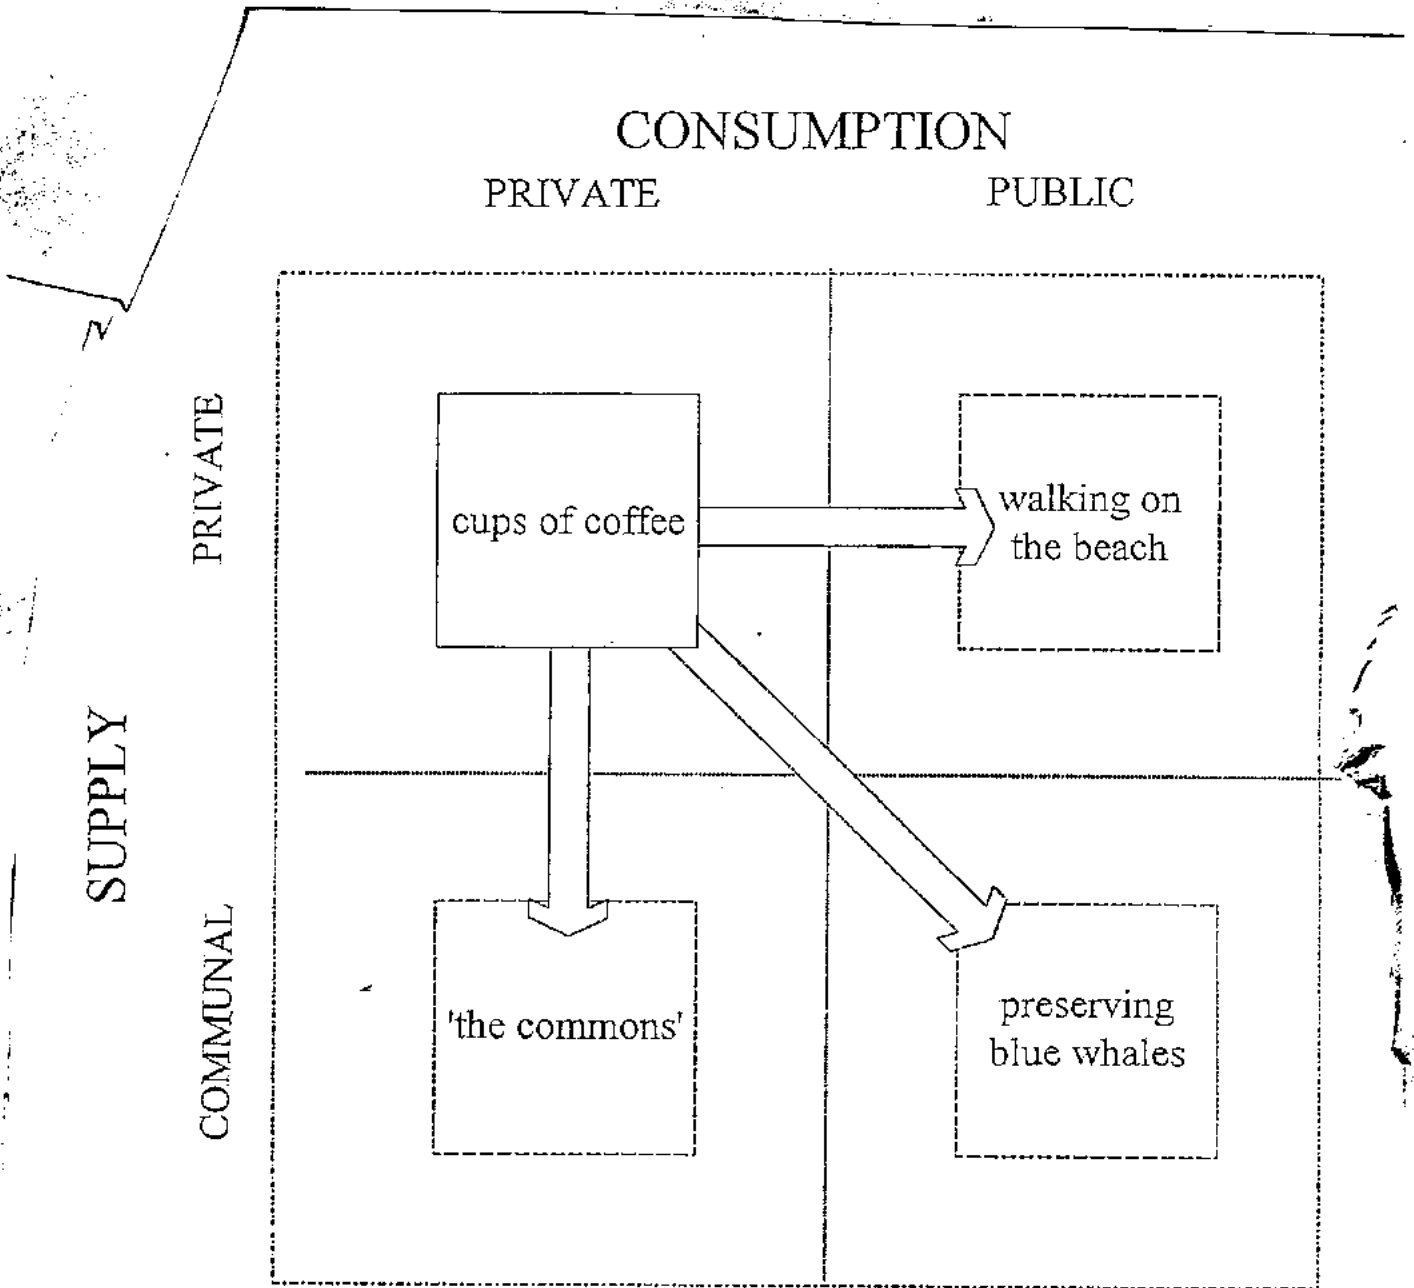 CONSUMPTION
PRIVATE PUBLIC
SUPPLY
PRIVATE
cups of coffee
walking on
the beach
COMMUNAL
'the commons'
preserving
blue whales